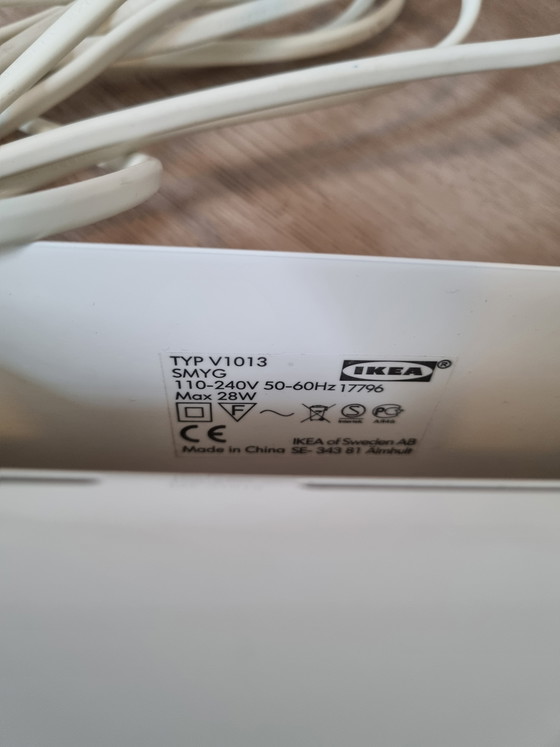 TYP V1013
SMYG
IKEA®
110-240V 50-60Hz 17796
Max 28W
F
CE
IKEA of Sweden AB
Made in China SE- 343 81 Älmhult